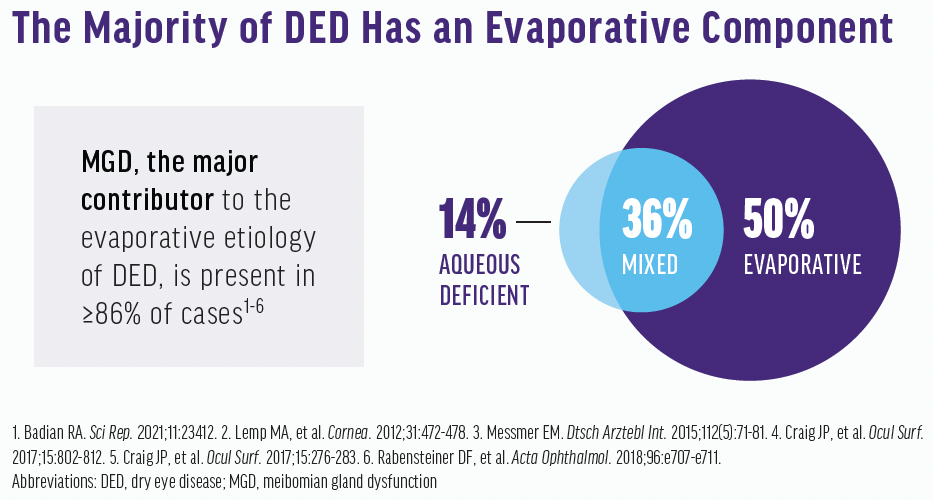 The Majority of DED Has an Evaporative Component
MGD, the major
contributor to the
evaporative etiology
of DED, is present in
≥86% of cases1-6
14%
AQUEOUS
DEFICIENT
36%
MIXED
50%
EVAPORATIVE
1. Badian RA. Sci Rep. 2021;11:23412. 2. Lemp MA, et al. Cornea. 2012;31:472-478. 3. Messmer EM. Dtsch Arztebl Int. 2015;112(5):71-81. 4. Craig JP, et al. Ocul Surf.
2017;15:802-812. 5. Craig JP, et al. Ocul Surf. 2017;15:276-283. 6. Rabensteiner DF, et al. Acta Ophthalmol. 2018;96:e707-e711.
Abbreviations: DED, dry eye disease; MGD, meibomian gland dysfunction